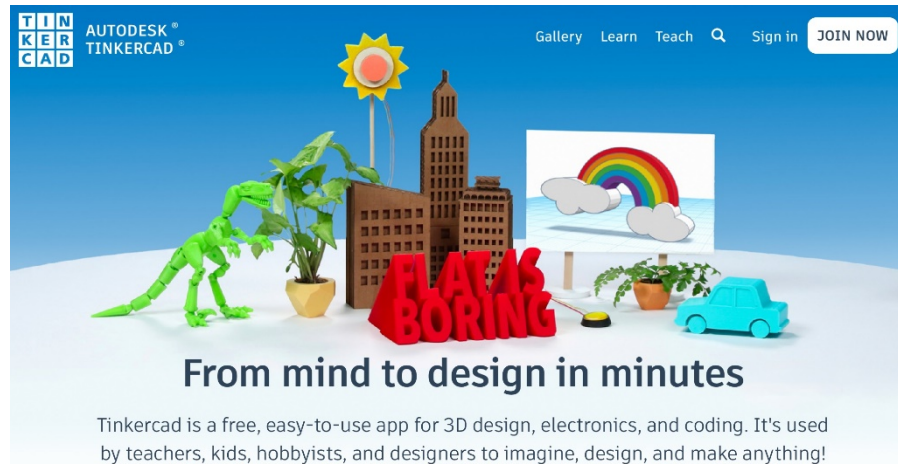 TIN
KER
CAD
AUTODESK ®
TINKERCAD ®
Gallery Learn Teach Sign in JOIN NOW
FLAT IS
BORING
From mind to design in minutes
Tinkercad is a free, easy-to-use app for 3D design, electronics, and coding. It's used
by teachers, kids, hobbyists, and designers to imagine, design, and make anything!